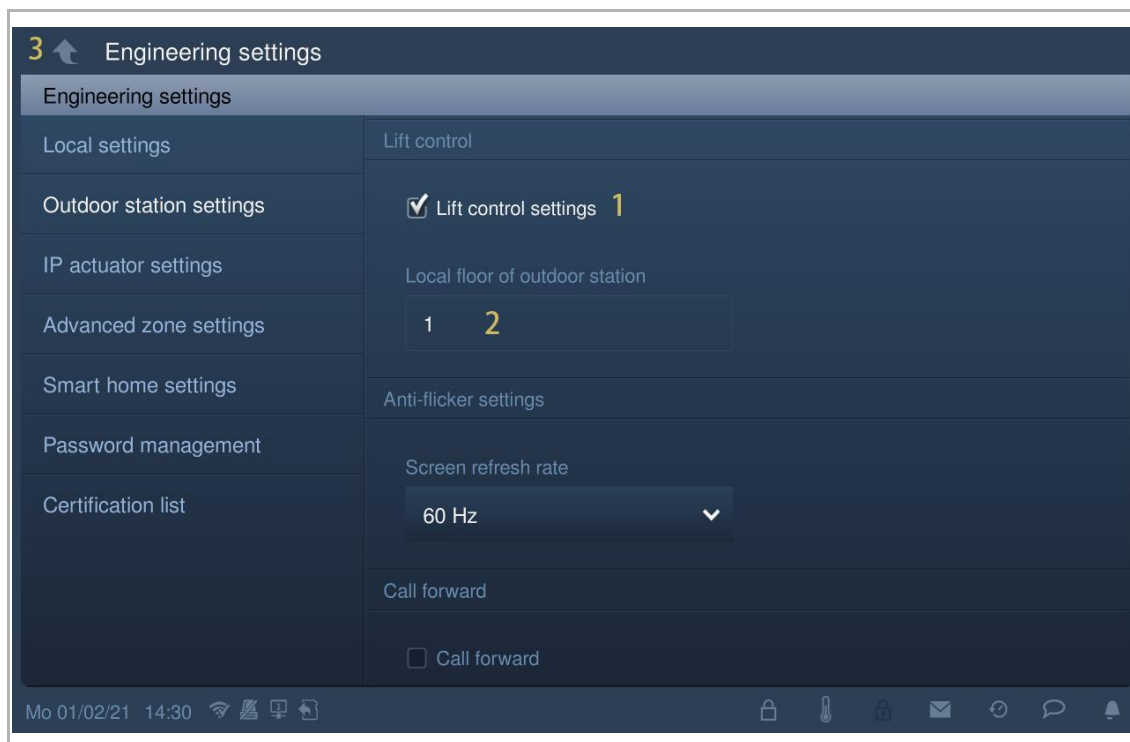 3 Engineering settings
Engineering settings
Local settings
Outdoor station settings
IP actuator settings
Advanced zone settings
Smart home settings
Password management
Certification list
Lift control
Lift control settings 1
Local floor of outdoor station
1 2
Anti-flicker settings
Screen refresh rate
60 Hz
Call forward
Call forward
Mo 01/02/21 14:30